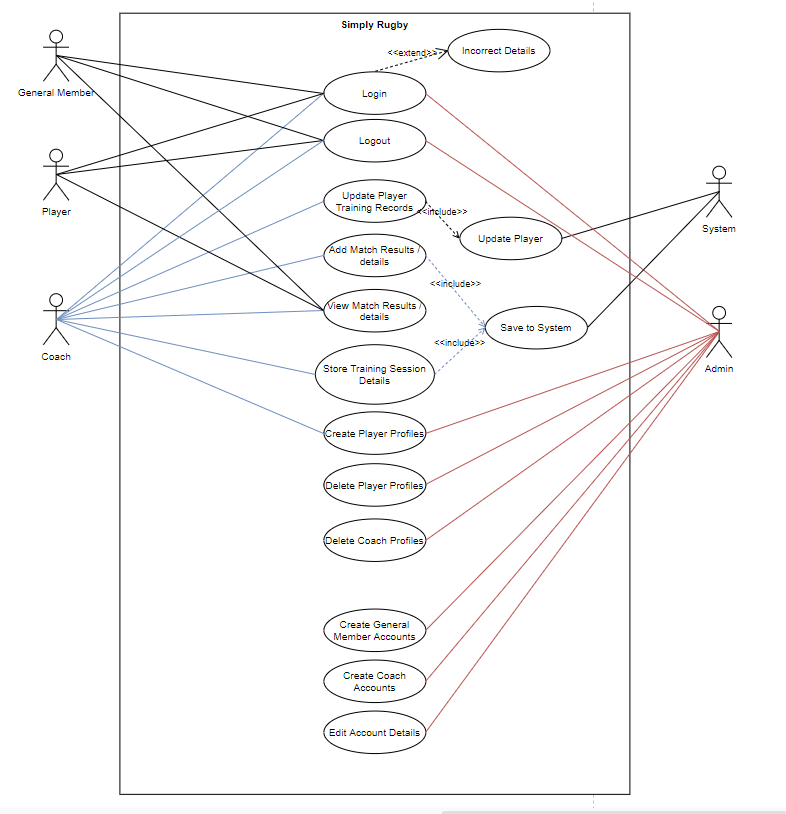 Simply Rugby
<<extend>>
Incorrect Details
General Member
Login
Logout
Player
Update Player
Training Records
<<include>>
Update Player
System
Add Match Results /
details
<<include>>
View Match Results /
details
Save to System
<<include>>
Coach
Admin
Store Training Session
Details
Create Player Profiles
Delete Player Profiles
Delete Coach Profiles
Create General
Member Accounts
Create Coach
Accounts
Edit Account Details